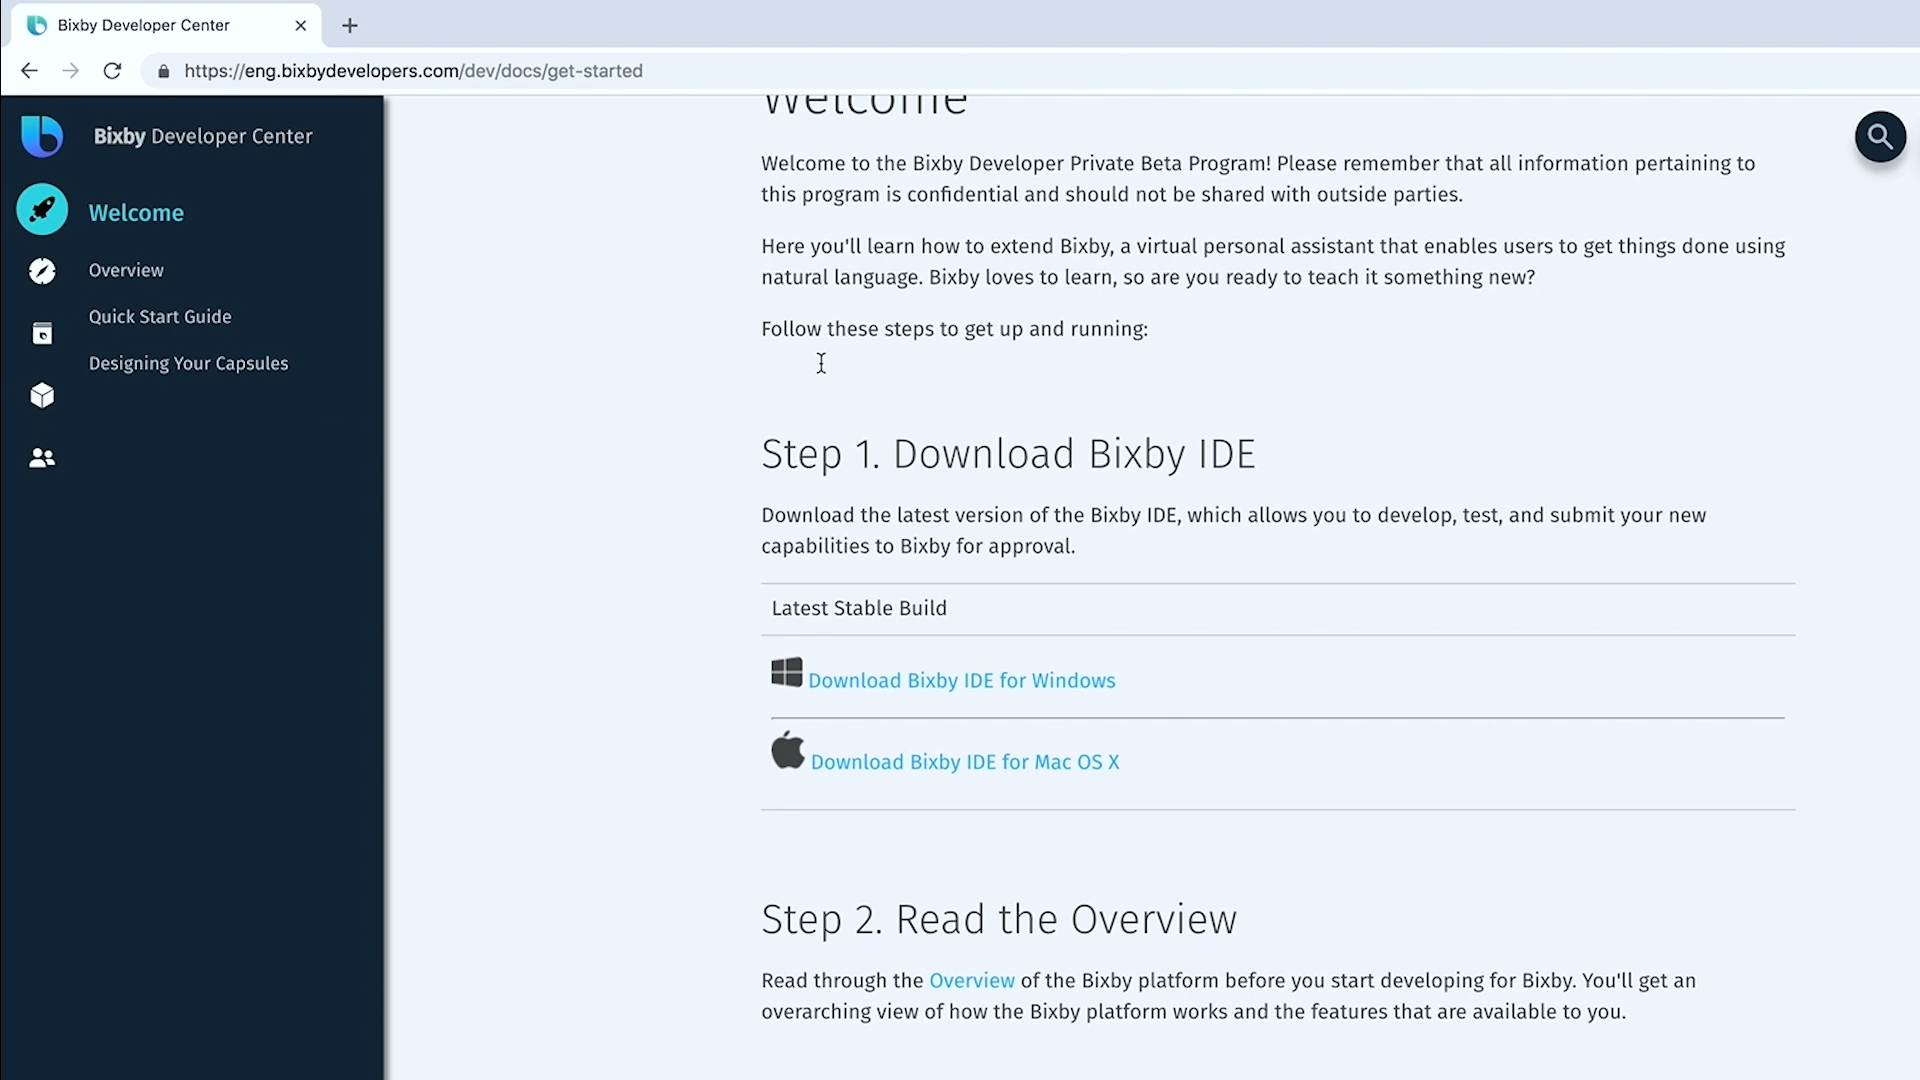 Bixby Developer Center
https://eng.bixbydevelopers.com/dev/docs/get-started
Bixby Developer Center
Welcome
Overview
Quick Start Guide
Designing Your Capsules
Welcome
Welcome to the Bixby Developer Private Beta Program! Please remember that all information pertaining to
this program is confidential and should not be shared with outside parties.
Here you'll learn how to extend Bixby, a virtual personal assistant that enables users to get things done using
natural language. Bixby loves to learn, so are you ready to teach it something new?
Follow these steps to get up and running:
Step 1. Download Bixby IDE
Download the latest version of the Bixby IDE, which allows you to develop, test, and submit your new
capabilities to Bixby for approval.
Latest Stable Build
Download Bixby IDE for Windows
Download Bixby IDE for Mac OS X
Step 2. Read the Overview
Read through the Overview of the Bixby platform before you start developing for Bixby. You'll get an
overarching view of how the Bixby platform works and the features that are available to you.